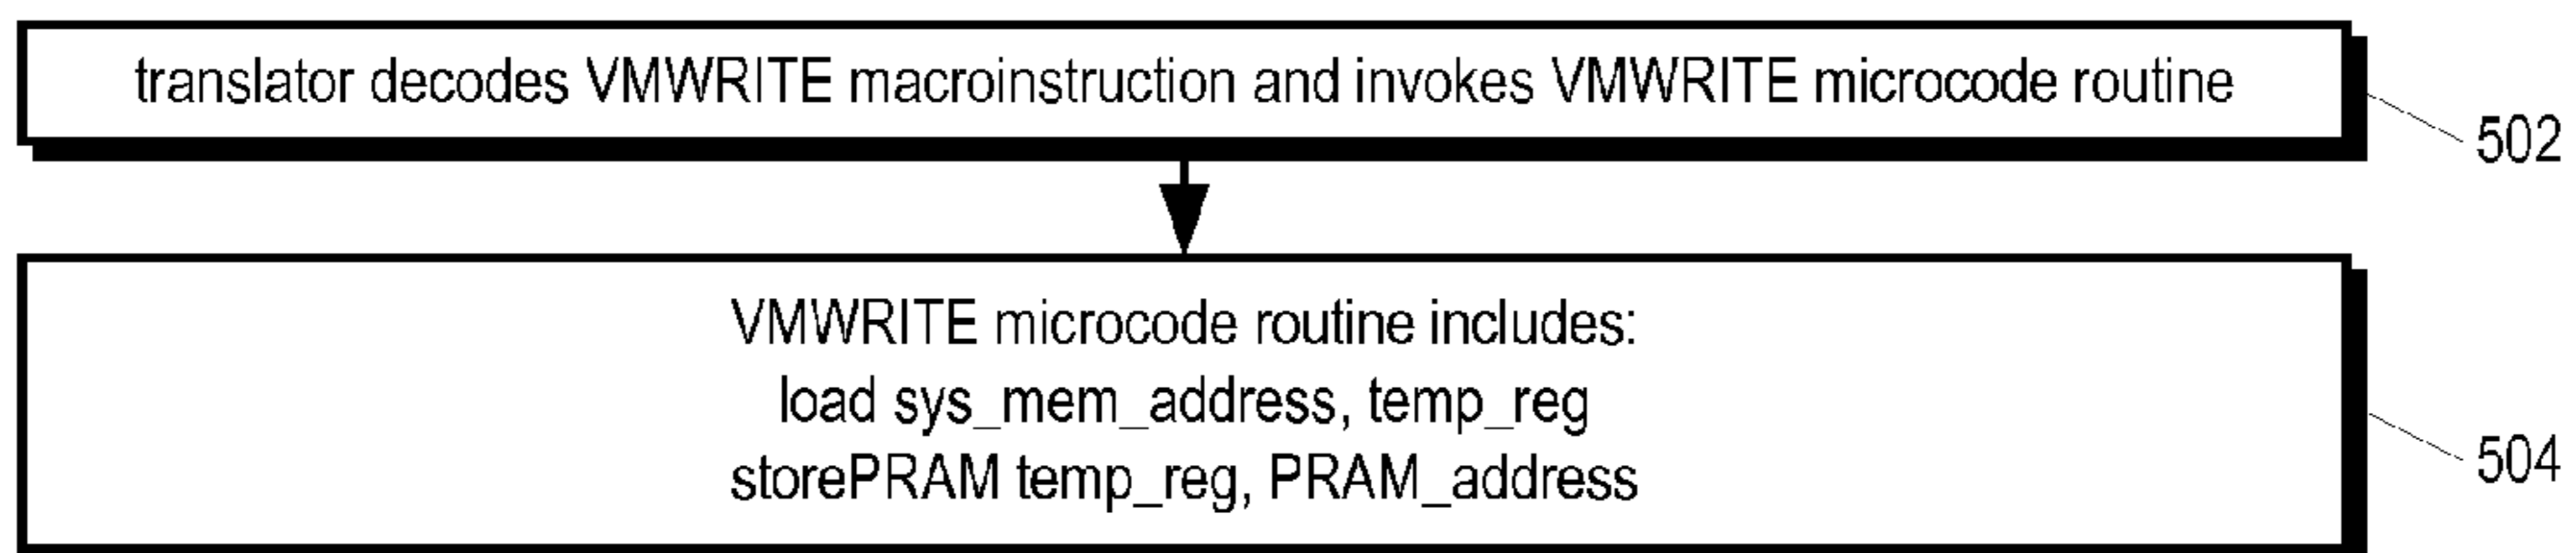 translator decodes VMWRITE macroinstruction and invokes VMWRITE microcode routine
502
VMWRITE microcode routine includes:
load sys_mem_address, temp_reg
storePRAM temp_reg, PRAM_address
504